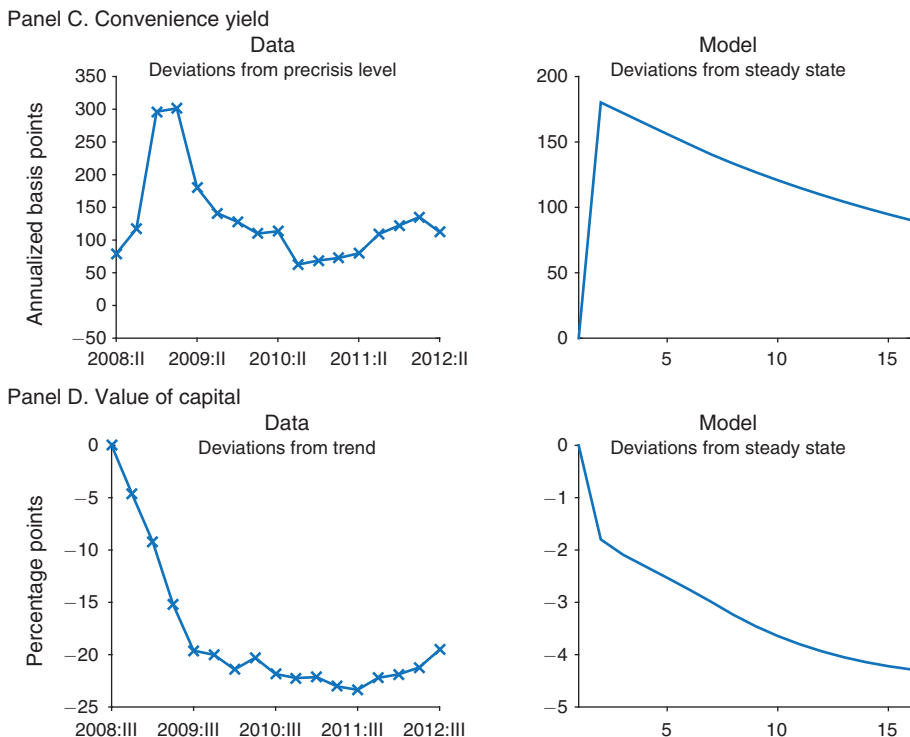 Panel C. Convenience yield
Data
Deviations from precrisis level
Annualized basis points
350
300
250
200
150
100
50
0
−50
2008:II 2009:II 2010:II 2011:II 2012:II
Model
Deviations from steady state
200
150
100
50
0
5 10 15
Panel D. Value of capital
Data
Deviations from trend
Percentage points
0
−5
−10
−15
−20
−25
2008:III 2009:III 2010:III 2011:III 2012:III
Model
Deviations from steady state
0
−1
−2
−3
−4
−5
5 10 15